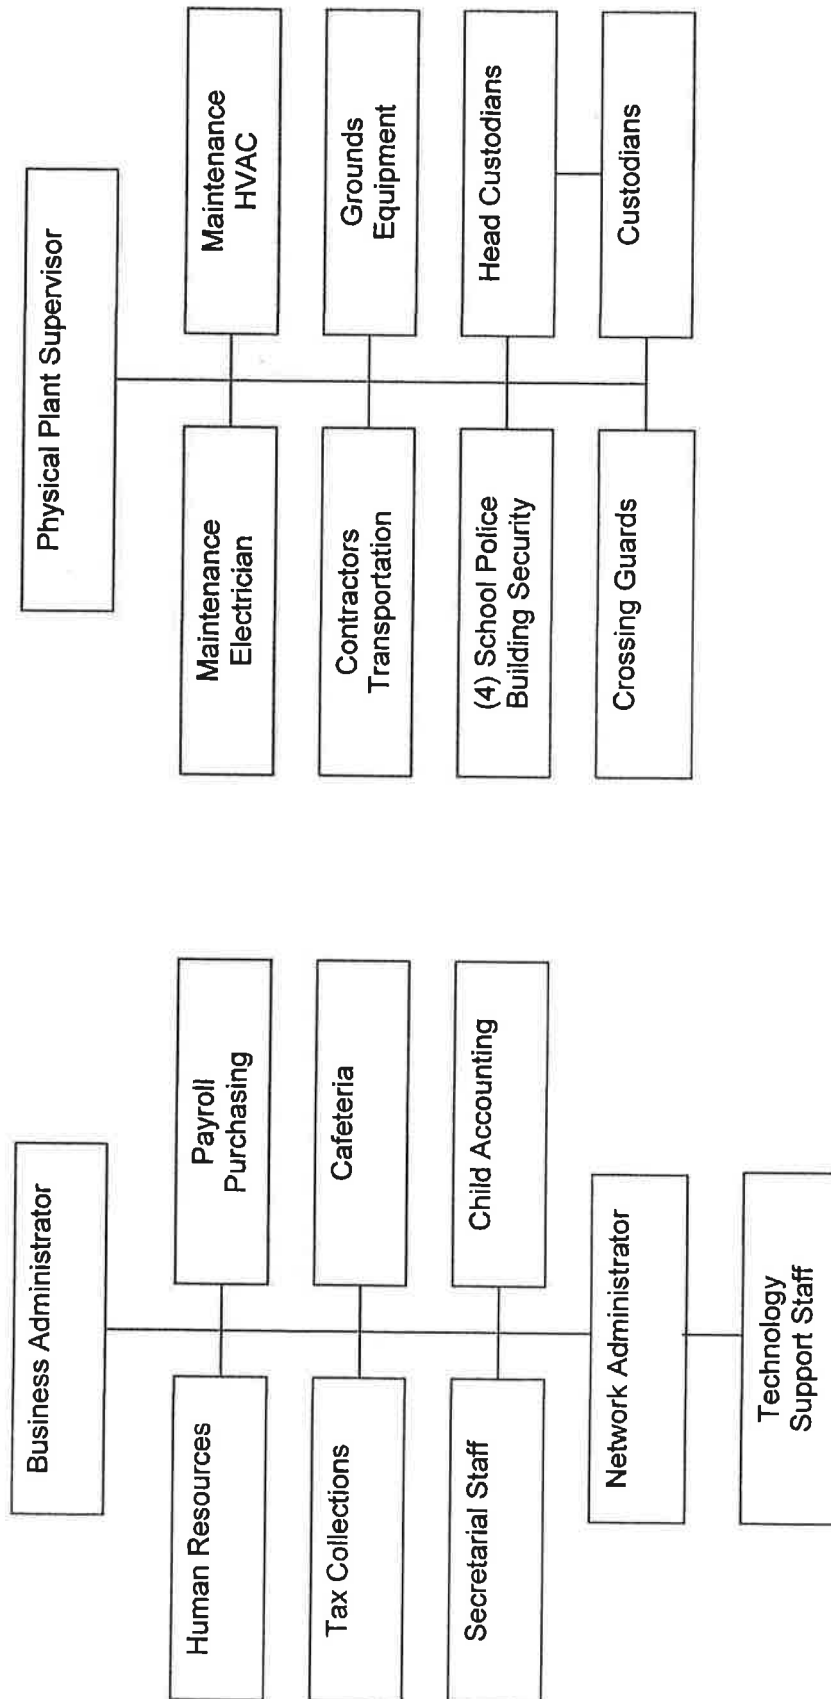 Business Administrator
Human Resources
Payroll
Purchasing
Tax Collections
Cafeteria
Secretarial Staff
Child Accounting
Network Administrator
Technology
Support Staff
Physical Plant Supervisor
Maintenance
Electrician
Maintenance
HVAC
Contractors
Transportation
Grounds
Equipment
(4) School Police
Building Security
Head Custodians
Crossing Guards
Custodians